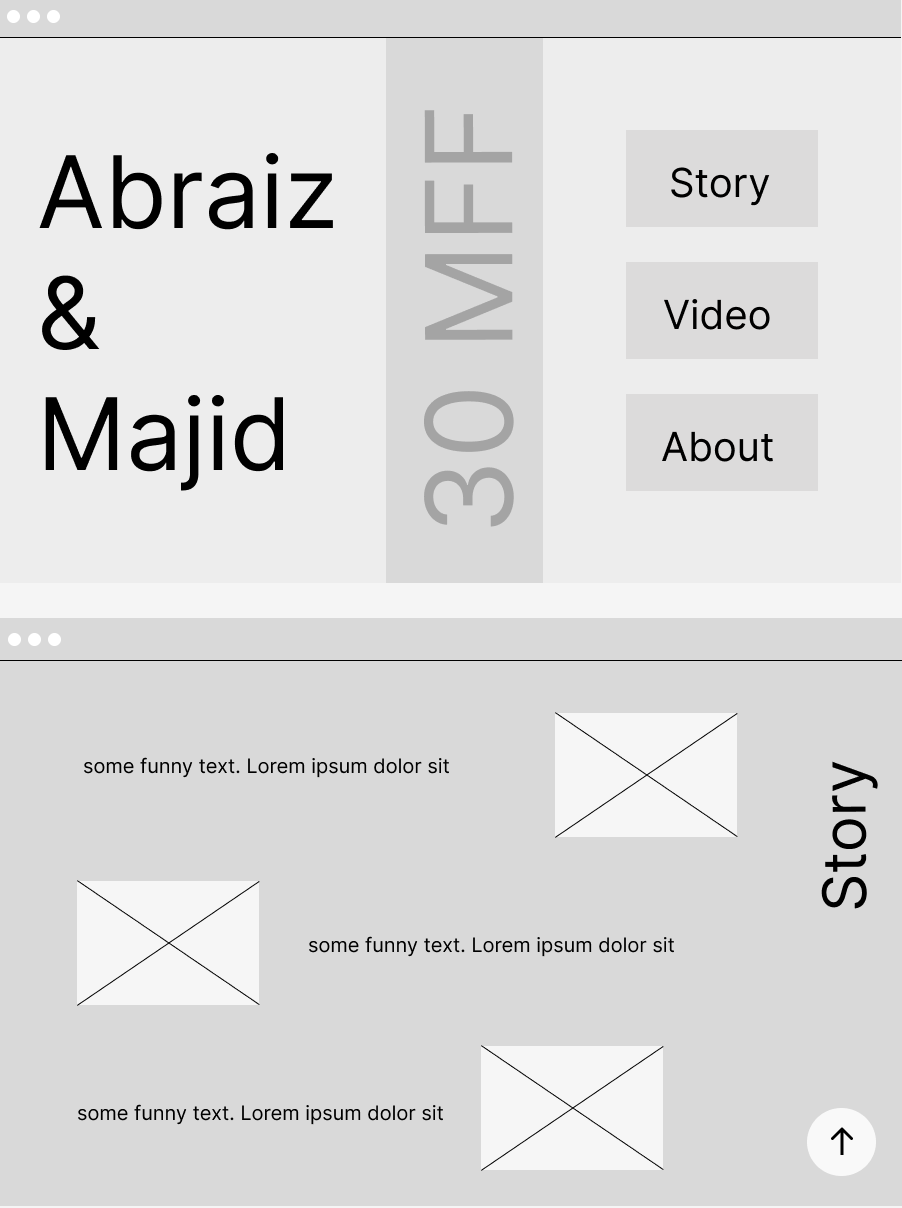 Abraiz
&
Majid
30 MFF
Story
Video
About
some funny text. Lorem ipsum dolor sit
Story
some funny text. Lorem ipsum dolor sit
some funny text. Lorem ipsum dolor sit